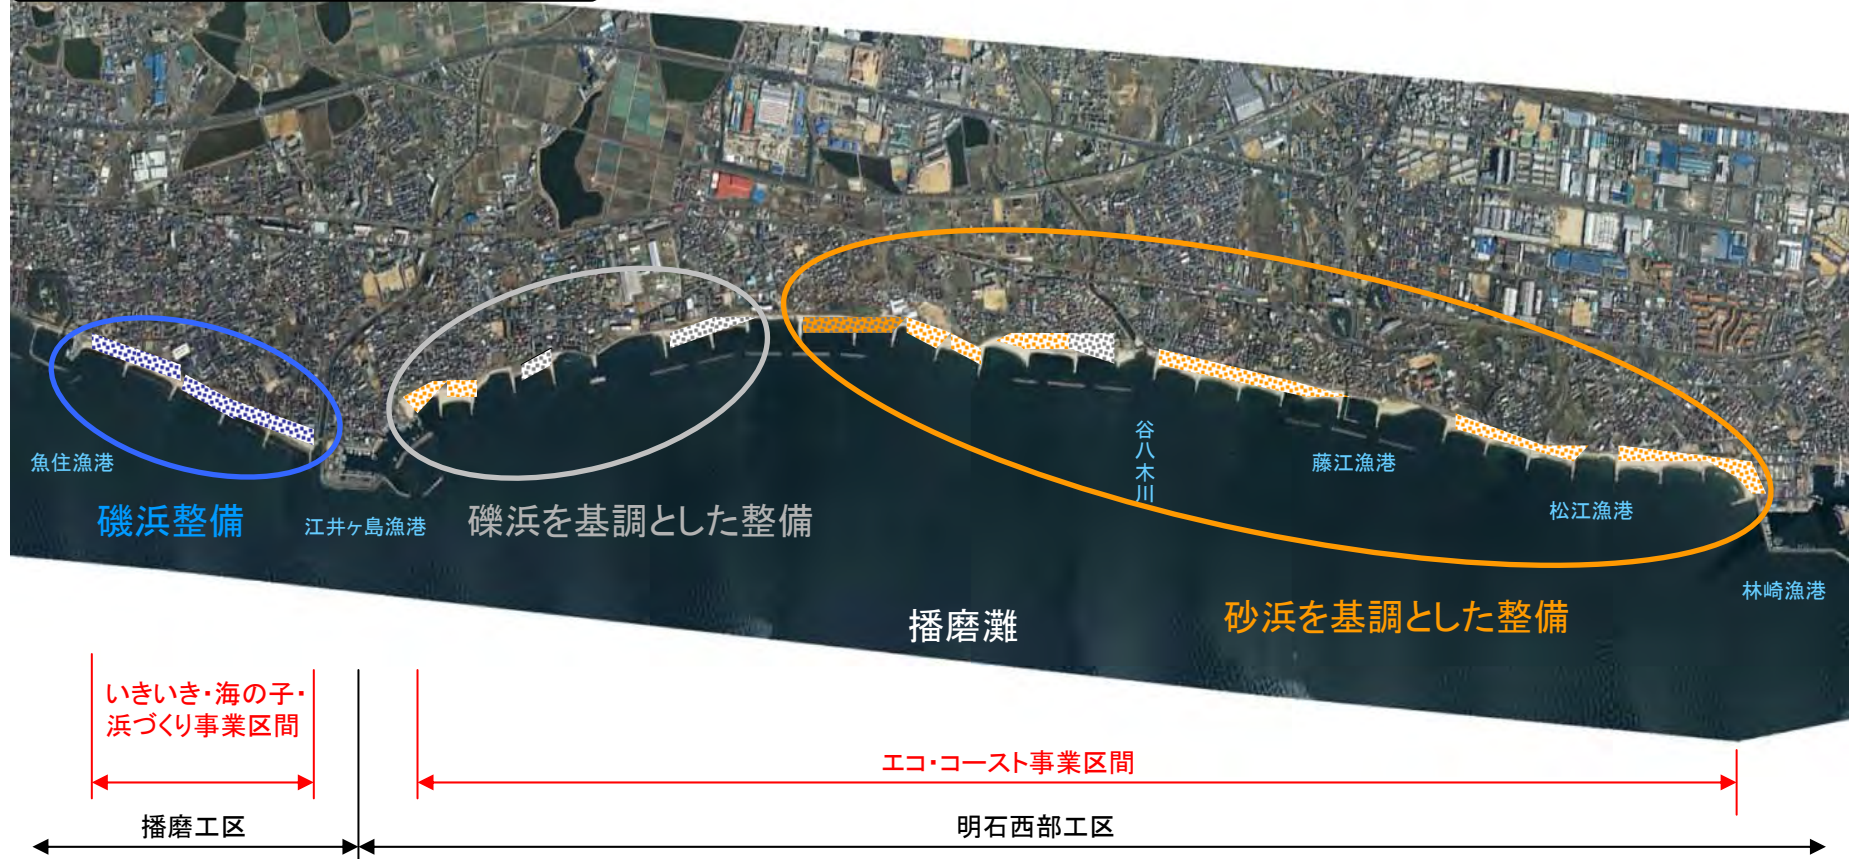 魚住漁港
磯浜整備
江井ヶ島漁港
礫浜を基調とした整備
谷八木川
藤江漁港
松江漁港
林崎漁港
播磨灘
砂浜を基調とした整備
いきいき・海の子・
浜づくり事業区間
エコ・コースト事業区間
播磨工区
明石西部工区